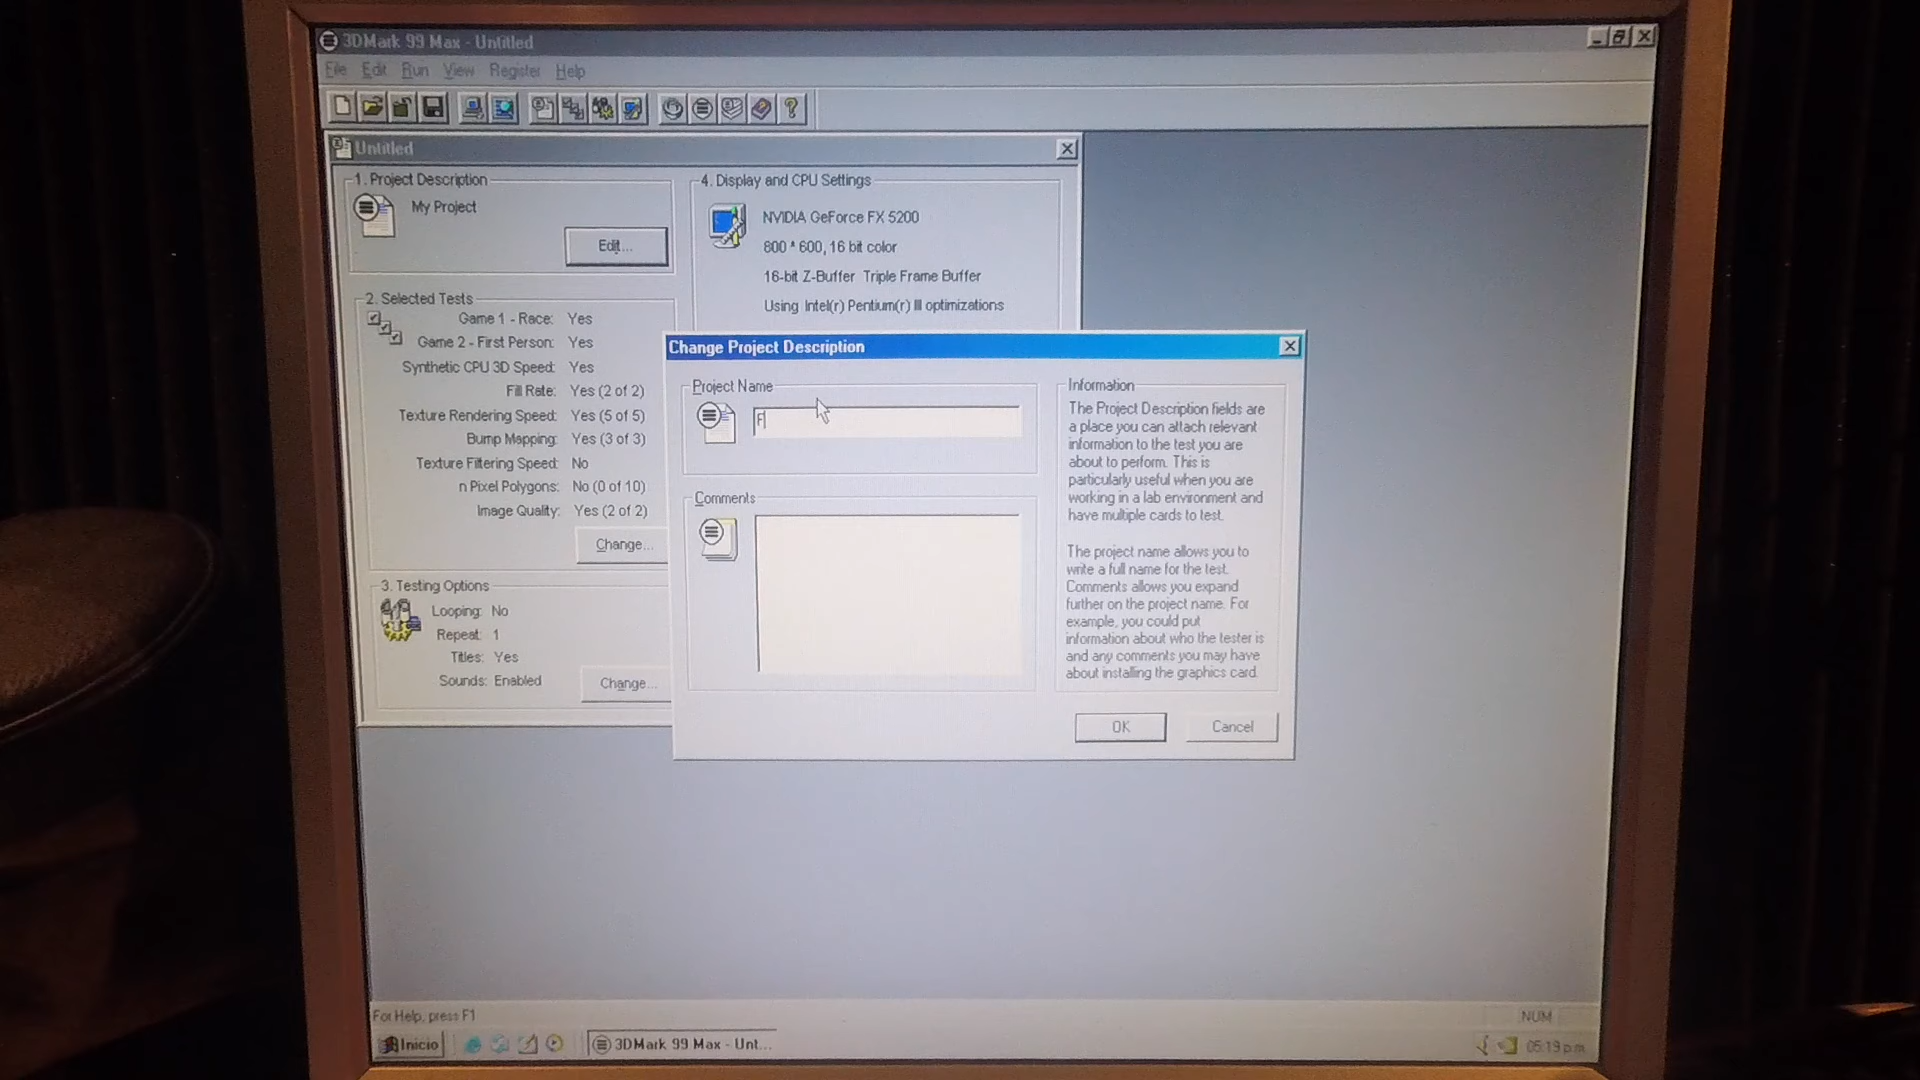 3DMark 99 Max - Untitled
File Edit Run View Register Help
Untitled
1. Project Description
My Project
Edit...
2. Selected Tests
Game 1 - Race: Yes
Game 2 - First Person: Yes
Synthetic CPU 3D Speed: Yes
Fill Rate: Yes (2 of 2)
Texture Rendering Speed: Yes (5 of 5)
Bump Mapping: Yes (3 of 3)
Texture Filtering Speed: No
n Pixel Polygons: No (0 of 10)
Image Quality: Yes (2 of 2)
Change...
3. Testing Options
Looping: No
Repeat: 1
Titles: Yes
Sounds: Enabled
Change...
4. Display and CPU Settings
NVIDIA GeForce FX 5200
800 * 600, 16 bit color
16-bit Z-Buffer Triple Frame Buffer
Using Intel(r) Pentium(r) III optimizations
Change Project Description
Project Name
F
Comments
Information
The Project Description fields are
a place you can attach relevant
information to the test you are
about to perform. This is
particularly useful when you are
working in a lab environment and
have multiple cards to test.
The project name allows you to
write a full name for the test.
Comments allows you expand
further on the project name. For
example, you could put
information about who the tester is
and any comments you may have
about installing the graphics card.
OK Cancel
For Help, press F1
NUM
Inicio
3DMark 99 Max - Unt...
05:19 p.m.